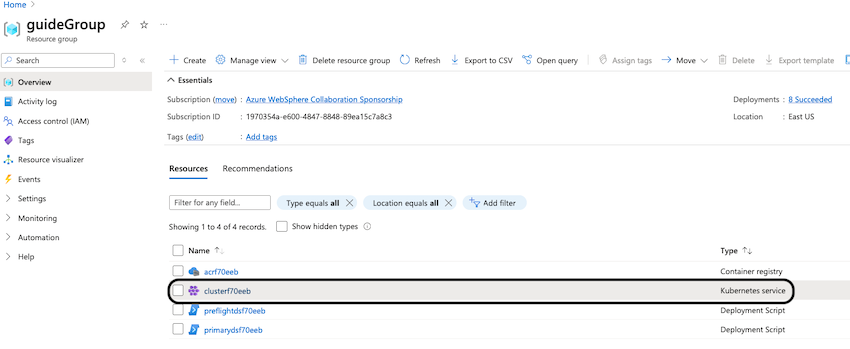 Home >
guideGroup
Resource group
Search
Overview
Activity log
Access control (IAM)
Tags
Resource visualizer
Events
Settings
Monitoring
Automation
Help
Create Manage view Delete resource group Refresh Export to CSV Open query Assign tags Move Delete Export template
Essentials
Subscription (move) : Azure WebSphere Collaboration Sponsorship Deployments : 8 Succeeded
Subscription ID : 1970354a-e600-4847-8848-89ea15c7a8c3 Location : East US
Tags (edit) : Add tags
Resources Recommendations
Filter for any field... Type equals all Location equals all Add filter
Showing 1 to 4 of 4 records. Show hidden types
Name Type
acrf70eeb Container registry
clusterf70eeb Kubernetes service
preflightdsf70eeb Deployment Script
primarydsf70eeb Deployment Script